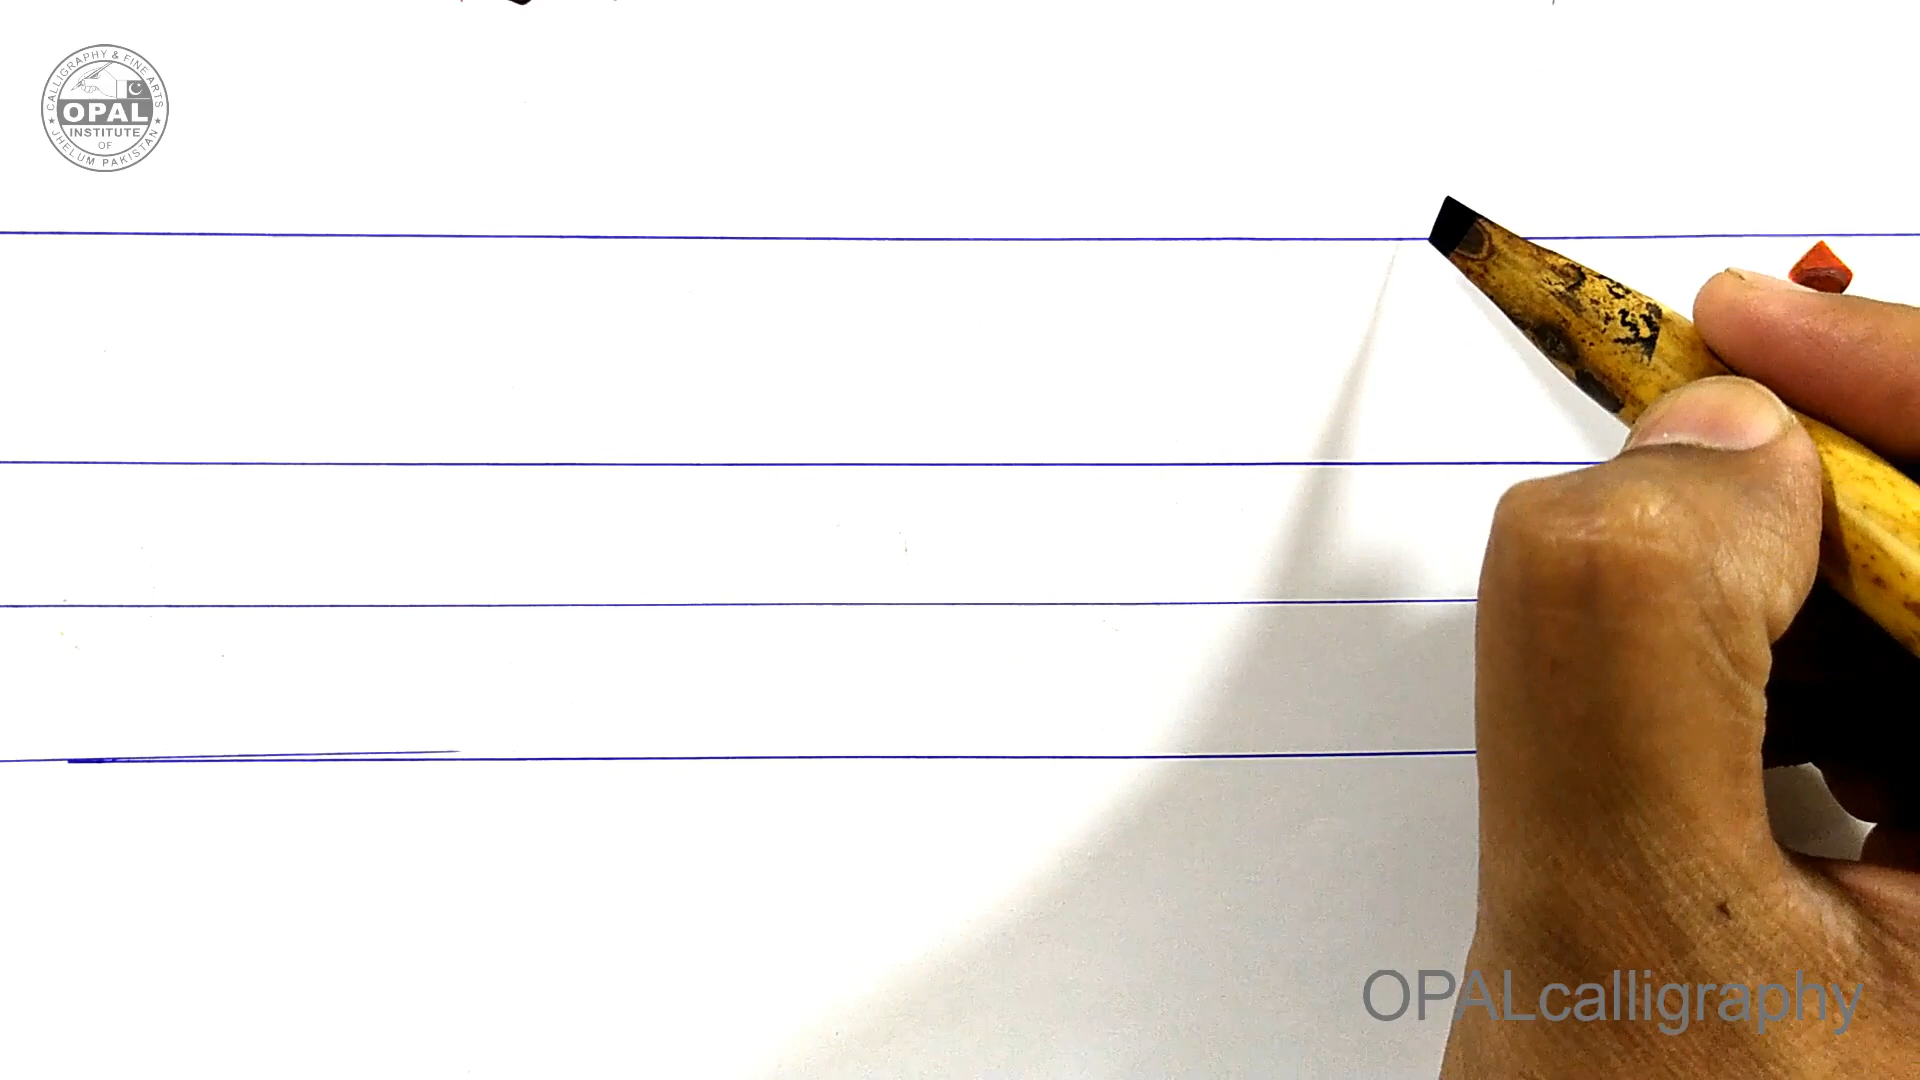 CALLIGRAPHY & FINE ARTS
OPAL
INSTITUTE
OF
JHELUM PAKISTAN
OPALcalligraphy